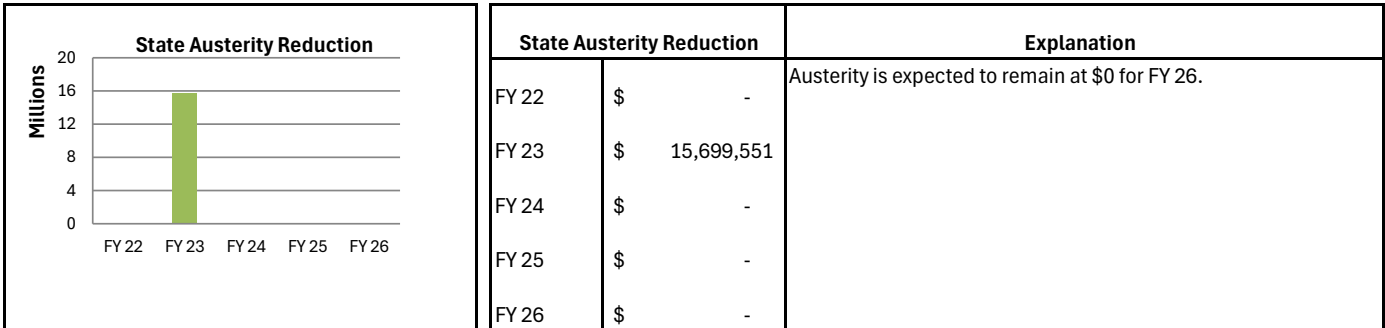 State Austerity Reduction
Millions
20
16
12
8
4
0
FY 22 FY 23 FY 24 FY 25 FY 26
State Austerity Reduction Explanation
Austerity is expected to remain at $0 for FY 26.
FY 22 $ -
FY 23 $ 15,699,551
FY 24 $ -
FY 25 $ -
FY 26 $ -